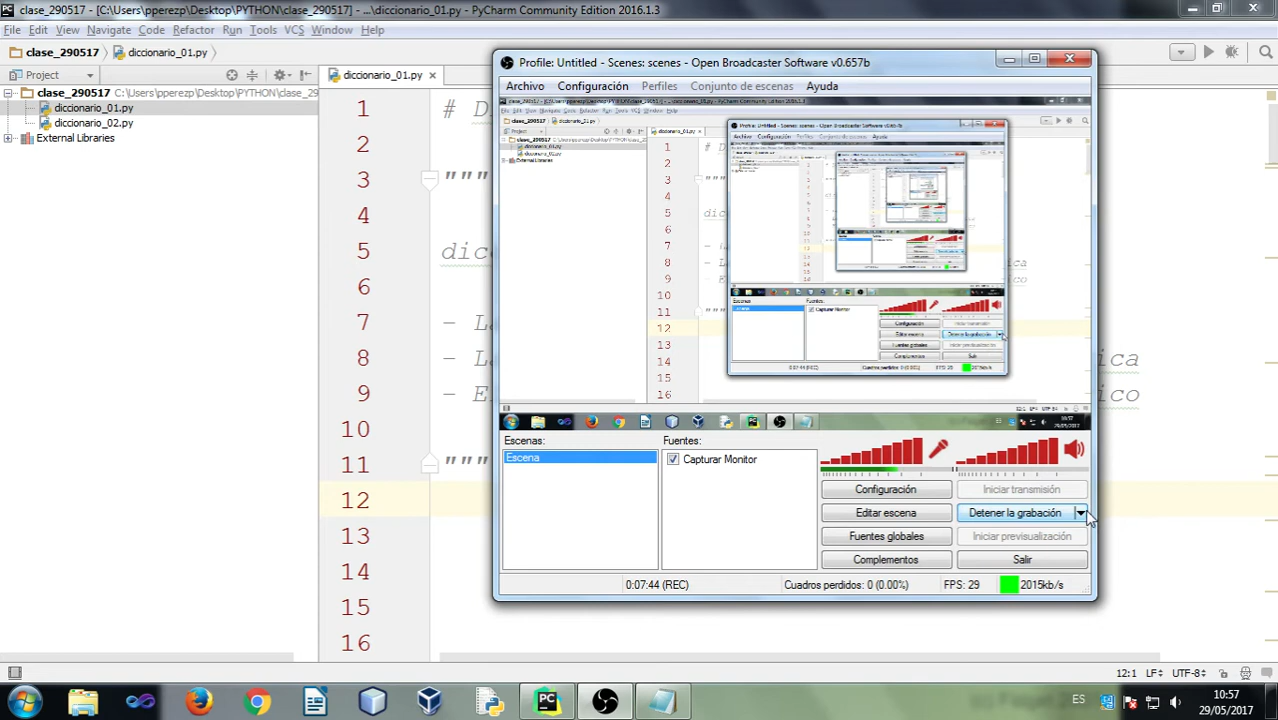 clase_290517 - [C:\Users\pperezp\Desktop\PYTHON\clase_290517] - ...\diccionario_01.py - PyCharm Community Edition 2016.1.3
File Edit View Navigate Code Refactor Run Tools VCS Window Help
clase_290517 diccionario_01.py
Project
diccionario_01.py
clase_290517 C:\Users\pperezp\Desktop\PYTHON\clase_29
diccionario_01.py
diccionario_02.py
External Libraries
1 # D
2
3 """
4
5 dic
6
7 - La
8 - L ica
9 - E ico
10
11 """
12
13
14
15
16
Profile: Untitled - Scenes: scenes - Open Broadcaster Software v0.657b
Archivo Configuración Perfiles Conjunto de escenas Ayuda
Escenas: Fuentes:
Escena
Capturar Monitor
Configuración Iniciar transmisión
Editar escena Detener la grabación
Fuentes globales Iniciar previsualización
Complementos Salir
0:07:44 (REC) Cuadros perdidos: 0 (0.00%) FPS: 29 2015kb/s
12:1 LF÷ UTF-8÷
ES
10:57
29/05/2017